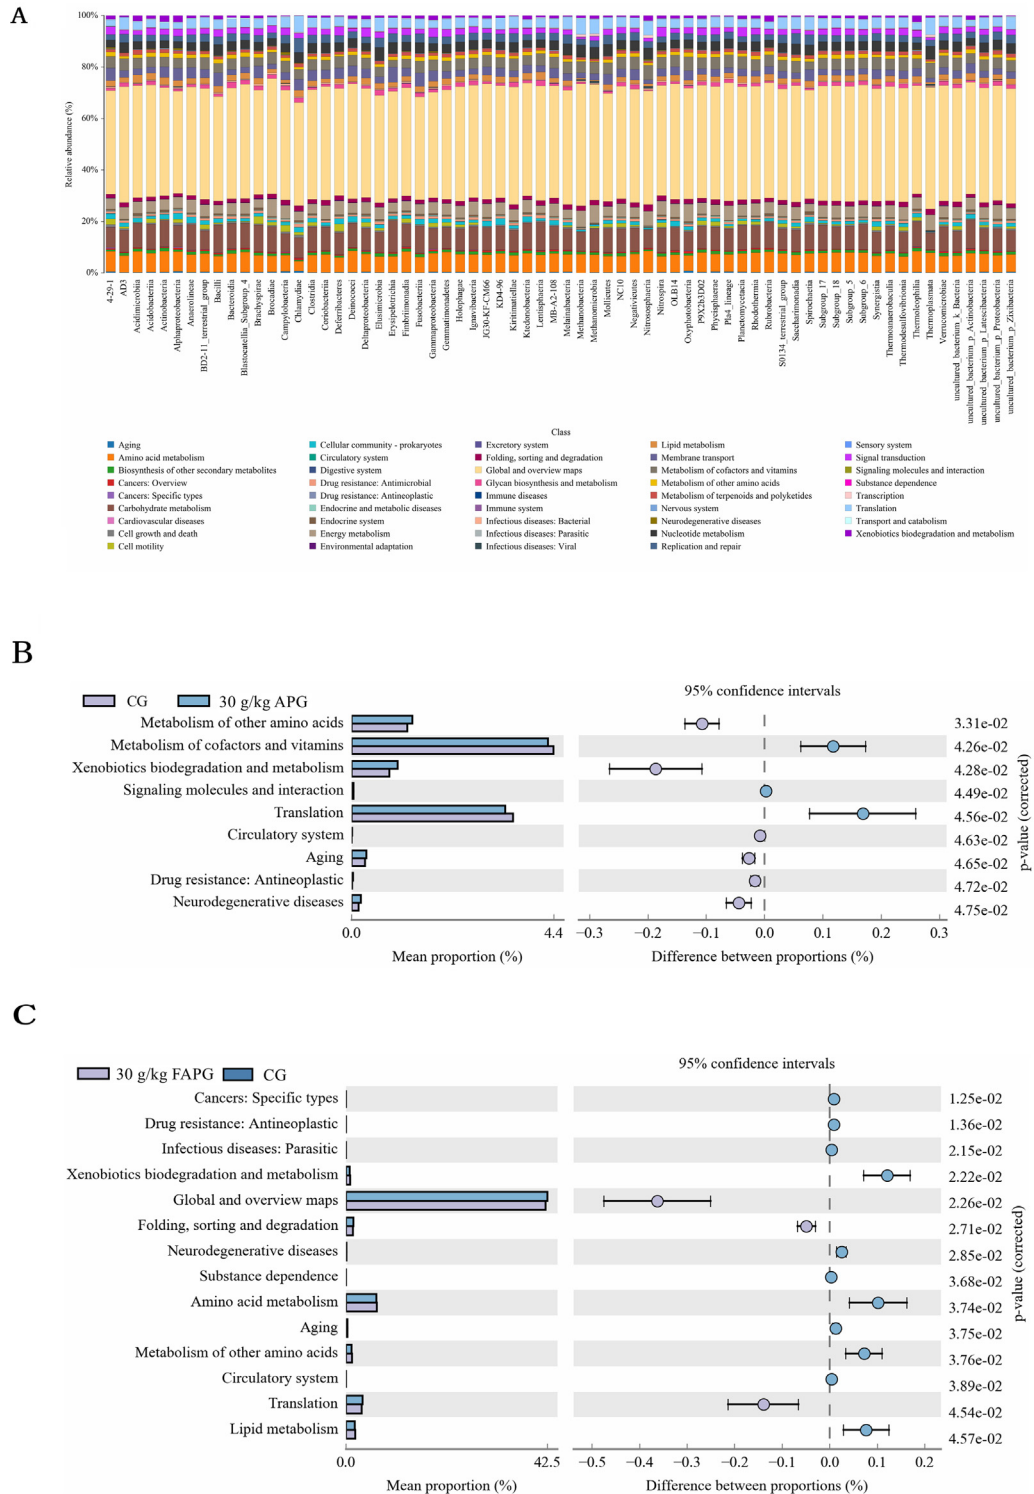 A
100%
80%
60%
40%
20%
0%
Relative abundance (%)
4-29-1
AD3
Acidimicrobiia
Acidobacteriia
Actinobacteria
Alphaproteobacteria
Anaerolineae
BD2-11_terrestrial_group
Bacilli
Bacteroidia
Blastocatellia_Subgroup_4
Brachyspirae
Brocadiae
Campylobacteria
Chlamydiae
Clostridia
Coriobacteriia
Deferribacteres
Deinococci
Deltaproteobacteria
Elusimicrobia
Erysipelotrichia
Fimbriimonadia
Fusobacteriia
Gammaproteobacteria
Gemmatimonadetes
Holophagae
Ignavibacteria
JG30-KF-CM66
KD4-96
Kiritimatiellae
Ktedonobacteria
Lentisphaeria
MB-A2-108
Melainabacteria
Methanobacteria
Methanomicrobia
Mollicutes
NC10
Negativicutes
Nitrososphaeria
Nitrospira
OLB14
Oxyphotobacteria
P9X2b3D02
Phycisphaerae
Pla4_lineage
Planctomycetacia
Rhodothermia
Rubrobacteria
S0134_terrestrial_group
Saccharimonadia
Spirochaetia
Subgroup_17
Subgroup_18
Subgroup_5
Subgroup_6
Synergistia
Thermoanaerobaculia
Thermodesulfovibrionia
Thermoleophilia
Thermoplasmata
Verrucomicrobiae
uncultured_bacterium_k_Bacteria
uncultured_bacterium_p_Actinobacteria
uncultured_bacterium_p_Latescibacteria
uncultured_bacterium_p_Proteobacteria
uncultured_bacterium_p_Zixibacteria
Class
Aging
Amino acid metabolism
Biosynthesis of other secondary metabolites
Cancers: Overview
Cancers: Specific types
Carbohydrate metabolism
Cardiovascular diseases
Cell growth and death
Cell motility
Cellular community - prokaryotes
Circulatory system
Digestive system
Drug resistance: Antimicrobial
Drug resistance: Antineoplastic
Endocrine and metabolic diseases
Endocrine system
Energy metabolism
Environmental adaptation
Excretory system
Folding, sorting and degradation
Global and overview maps
Glycan biosynthesis and metabolism
Immune diseases
Immune system
Infectious diseases: Bacterial
Infectious diseases: Parasitic
Infectious diseases: Viral
Lipid metabolism
Membrane transport
Metabolism of cofactors and vitamins
Metabolism of other amino acids
Metabolism of terpenoids and polyketides
Nervous system
Neurodegenerative diseases
Nucleotide metabolism
Replication and repair
Sensory system
Signal transduction
Signaling molecules and interaction
Substance dependence
Transcription
Translation
Transport and catabolism
Xenobiotics biodegradation and metabolism
B
CG
30 g/kg APG
95% confidence intervals
Metabolism of other amino acids
3.31e-02
Metabolism of cofactors and vitamins
4.26e-02
Xenobiotics biodegradation and metabolism
4.28e-02
Signaling molecules and interaction
4.49e-02
Translation
4.56e-02
Circulatory system
4.63e-02
Aging
4.65e-02
Drug resistance: Antineoplastic
4.72e-02
Neurodegenerative diseases
4.75e-02
p-value (corrected)
0.0 4.4
−0.3 −0.2 −0.1 0.0 0.1 0.2 0.3
Mean proportion (%)
Difference between proportions (%)
C
30 g/kg FAPG
CG
95% confidence intervals
Cancers: Specific types
1.25e-02
Drug resistance: Antineoplastic
1.36e-02
Infectious diseases: Parasitic
2.15e-02
Xenobiotics biodegradation and metabolism
2.22e-02
Global and overview maps
2.26e-02
Folding, sorting and degradation
2.71e-02
Neurodegenerative diseases
2.85e-02
Substance dependence
3.68e-02
Amino acid metabolism
3.74e-02
Aging
3.75e-02
Metabolism of other amino acids
3.76e-02
Circulatory system
3.89e-02
Translation
4.54e-02
Lipid metabolism
4.57e-02
p-value (corrected)
0.0 42.5
−0.5 −0.4 −0.3 −0.2 −0.1 0.0 0.1 0.2
Mean proportion (%)
Difference between proportions (%)